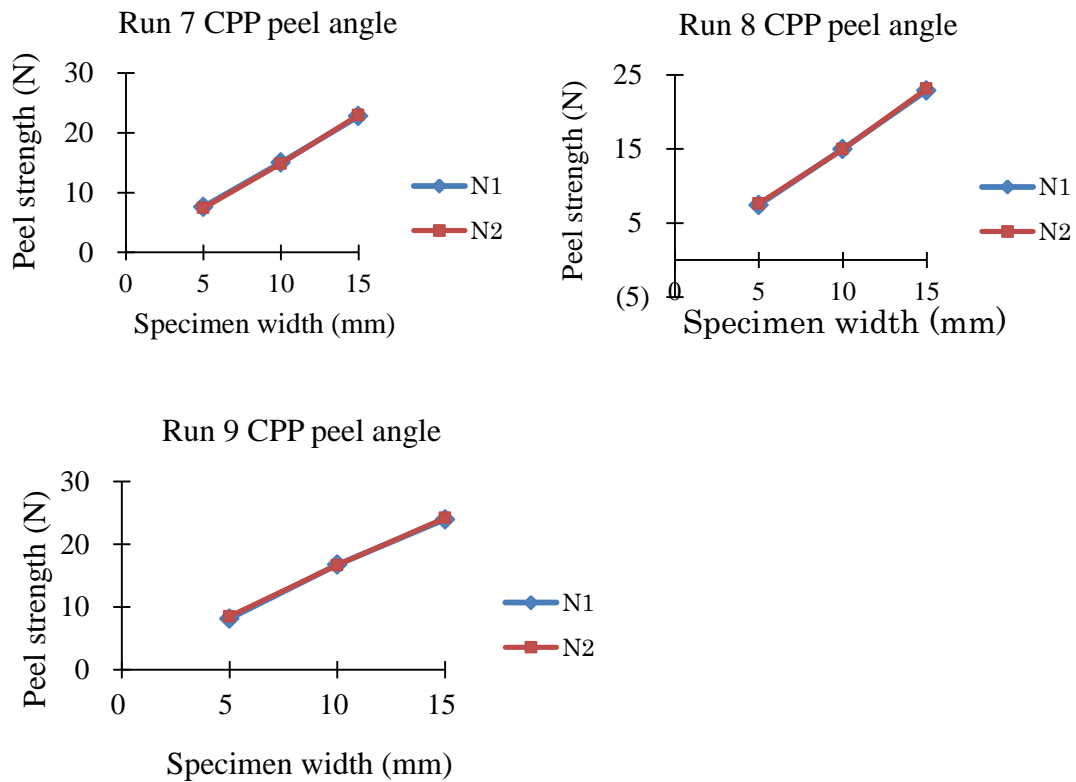 Run 7 CPP peel angle
Peel strength (N)
30
20
10
0
0 5 10 15
Specimen width (mm)
N1
N2
Run 8 CPP peel angle
Peel strength (N)
25
15
5
(5)
0 5 10 15
Specimen width (mm)
N1
N2
Run 9 CPP peel angle
Peel strength (N)
30
20
10
0
0 5 10 15
Specimen width (mm)
N1
N2